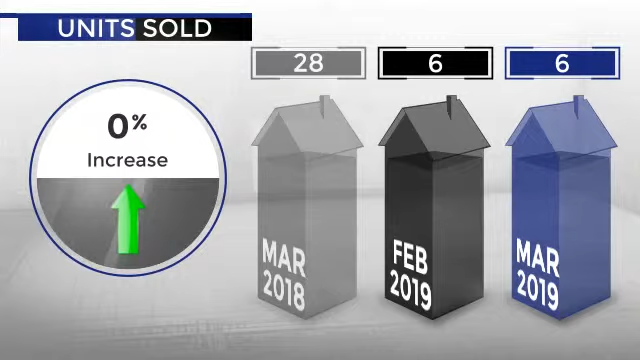 UNITS SOLD
28
6
6
0%
Increase
MAR
2018
FEB
2019
MAR
2019